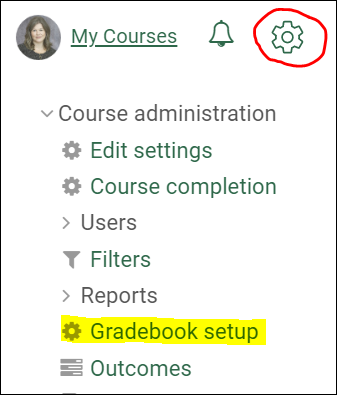 My Courses
Course administration
Edit settings
Course completion
Users
Filters
Reports
Gradebook setup
Outcomes